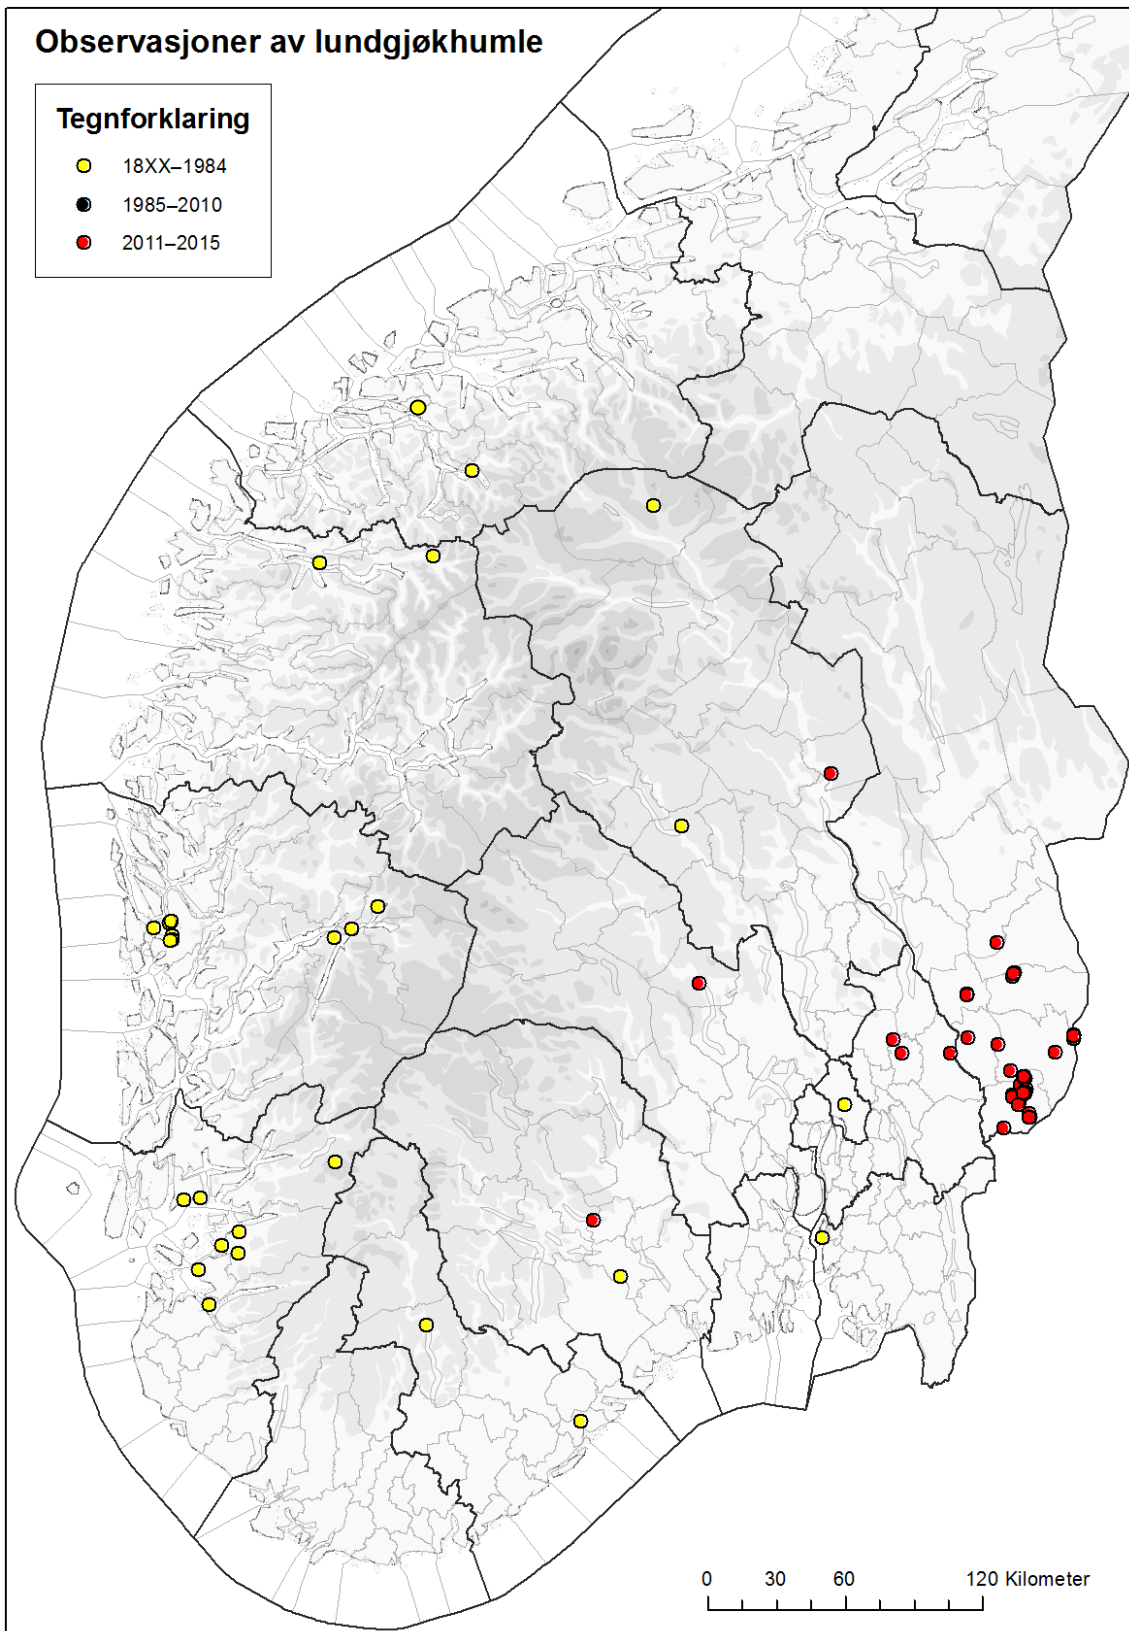 Observasjoner av lundgjøkhumle
Tegnforklaring
18XX–1984
1985–2010
2011–2015
0 30 60 120 Kilometer